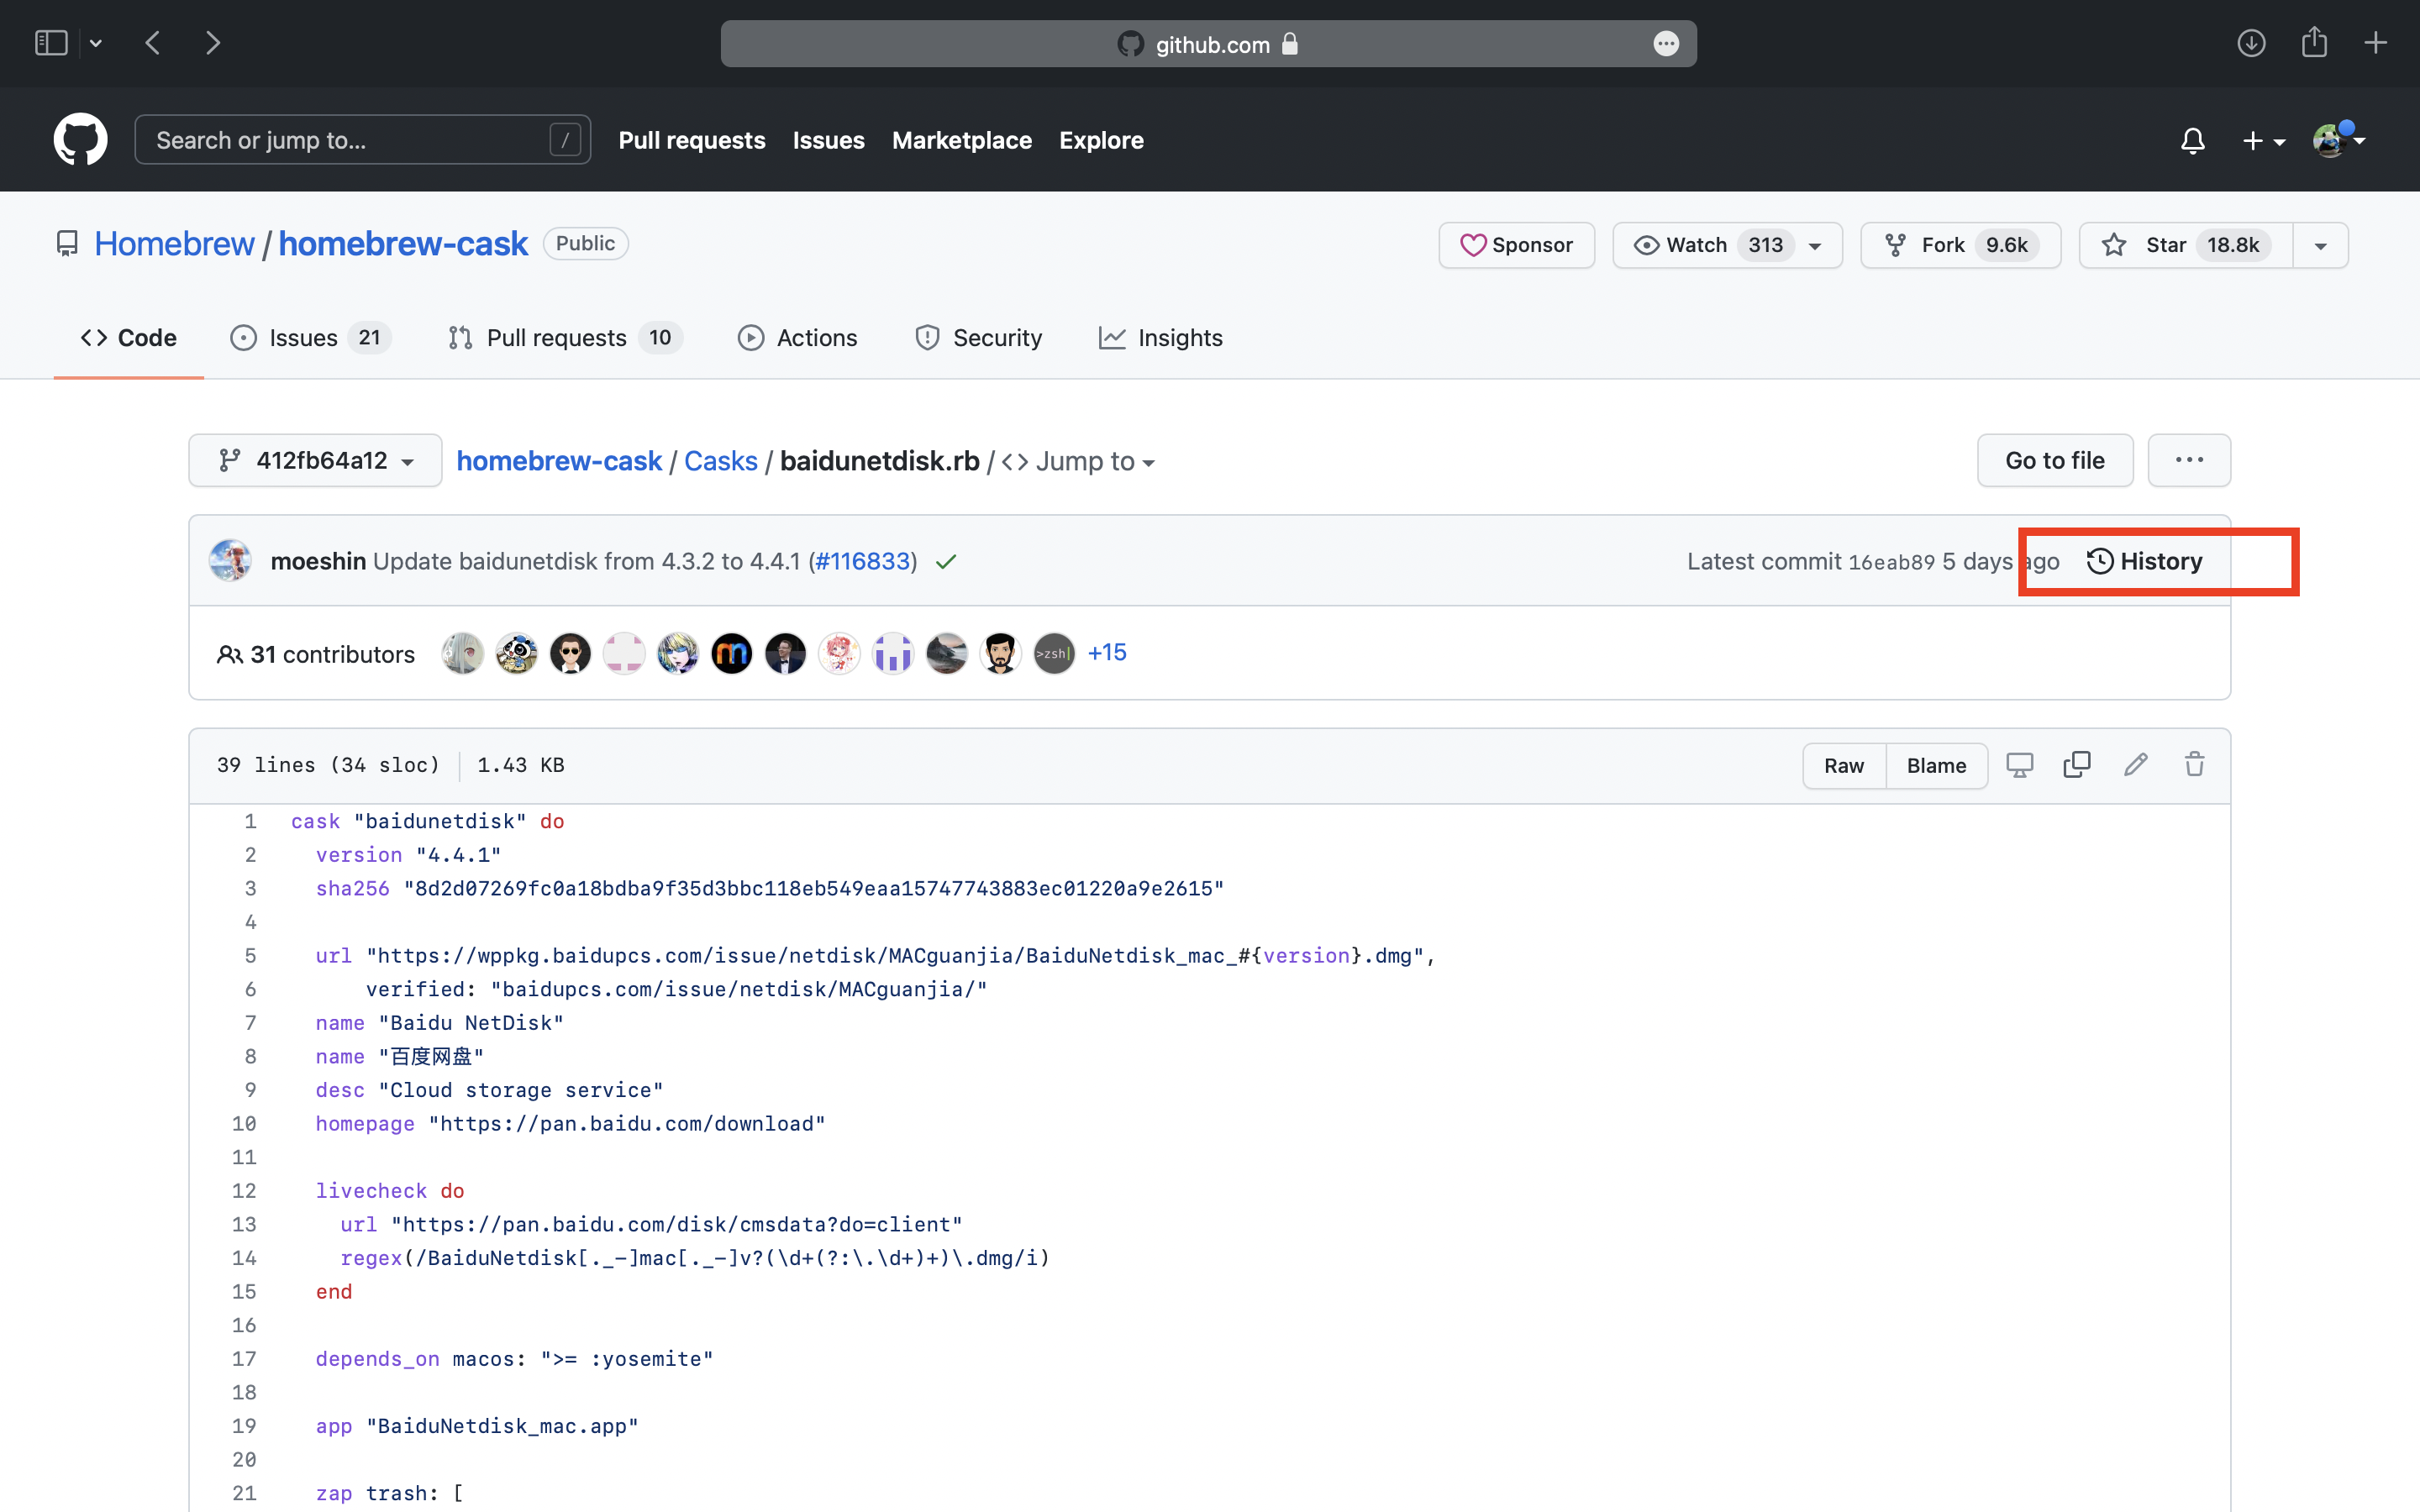 github.com
Search or jump to... /
Pull requests Issues Marketplace Explore
Homebrew / homebrew-cask Public
Sponsor Watch 313 Fork 9.6k Star 18.8k
Code Issues 21 Pull requests 10 Actions Security Insights
412fb64a12 homebrew-cask / Casks / baidunetdisk.rb / <> Jump to
Go to file ...
moeshin Update baidunetdisk from 4.3.2 to 4.4.1 (#116833)
Latest commit 16eab89 5 days ago History
31 contributors >zsh| +15
39 lines (34 sloc) 1.43 KB
Raw Blame
1 cask "baidunetdisk" do
2 version "4.4.1"
3 sha256 "8d2d07269fc0a18bdba9f35d3bbc118eb549eaa15747743883ec01220a9e2615"
4
5 url "https://wppkg.baidupcs.com/issue/netdisk/MACguanjia/BaiduNetdisk_mac_#{version}.dmg",
6 verified: "baidupcs.com/issue/netdisk/MACguanjia/"
7 name "Baidu NetDisk"
8 name "百度网盘"
9 desc "Cloud storage service"
10 homepage "https://pan.baidu.com/download"
11
12 livecheck do
13 url "https://pan.baidu.com/disk/cmsdata?do=client"
14 regex(/BaiduNetdisk[._-]mac[._-]v?(\d+(?:\.\d+)+)\.dmg/i)
15 end
16
17 depends_on macos: ">= :yosemite"
18
19 app "BaiduNetdisk_mac.app"
20
21 zap trash: [